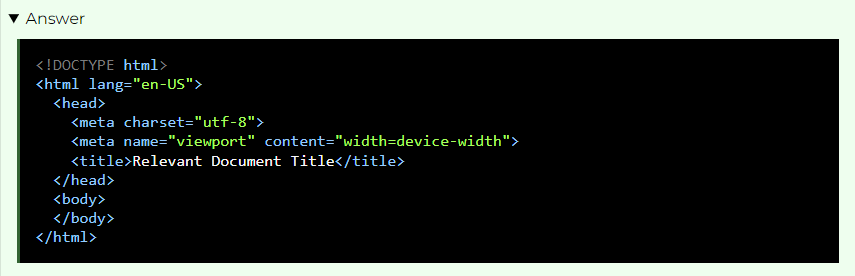 ▼ Answer
<!DOCTYPE html>
<html lang="en-US">
  <head>
    <meta charset="utf-8">
    <meta name="viewport" content="width=device-width">
    <title>Relevant Document Title</title>
  </head>
  <body>
  </body>
</html>